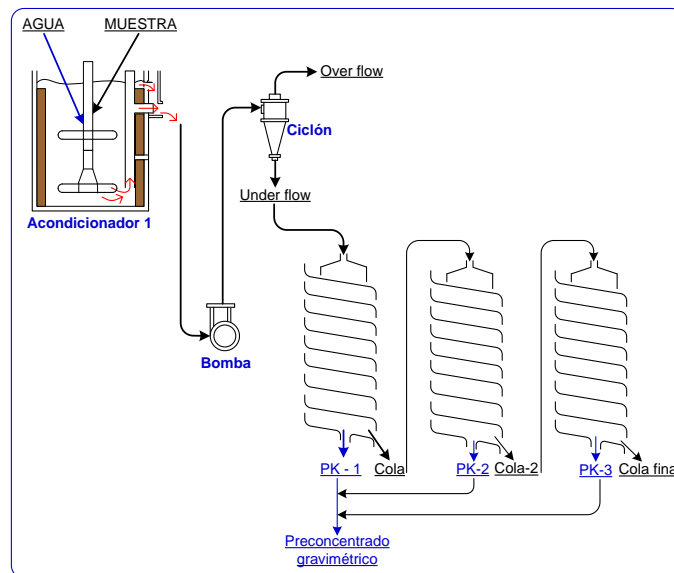 AGUA
MUESTRA
Over flow
Ciclón
Under flow
Acondicionador 1
Bomba
PK - 1
Cola
PK-2
Cola-2
PK-3
Cola fina
Preconcentrado
gravimétrico